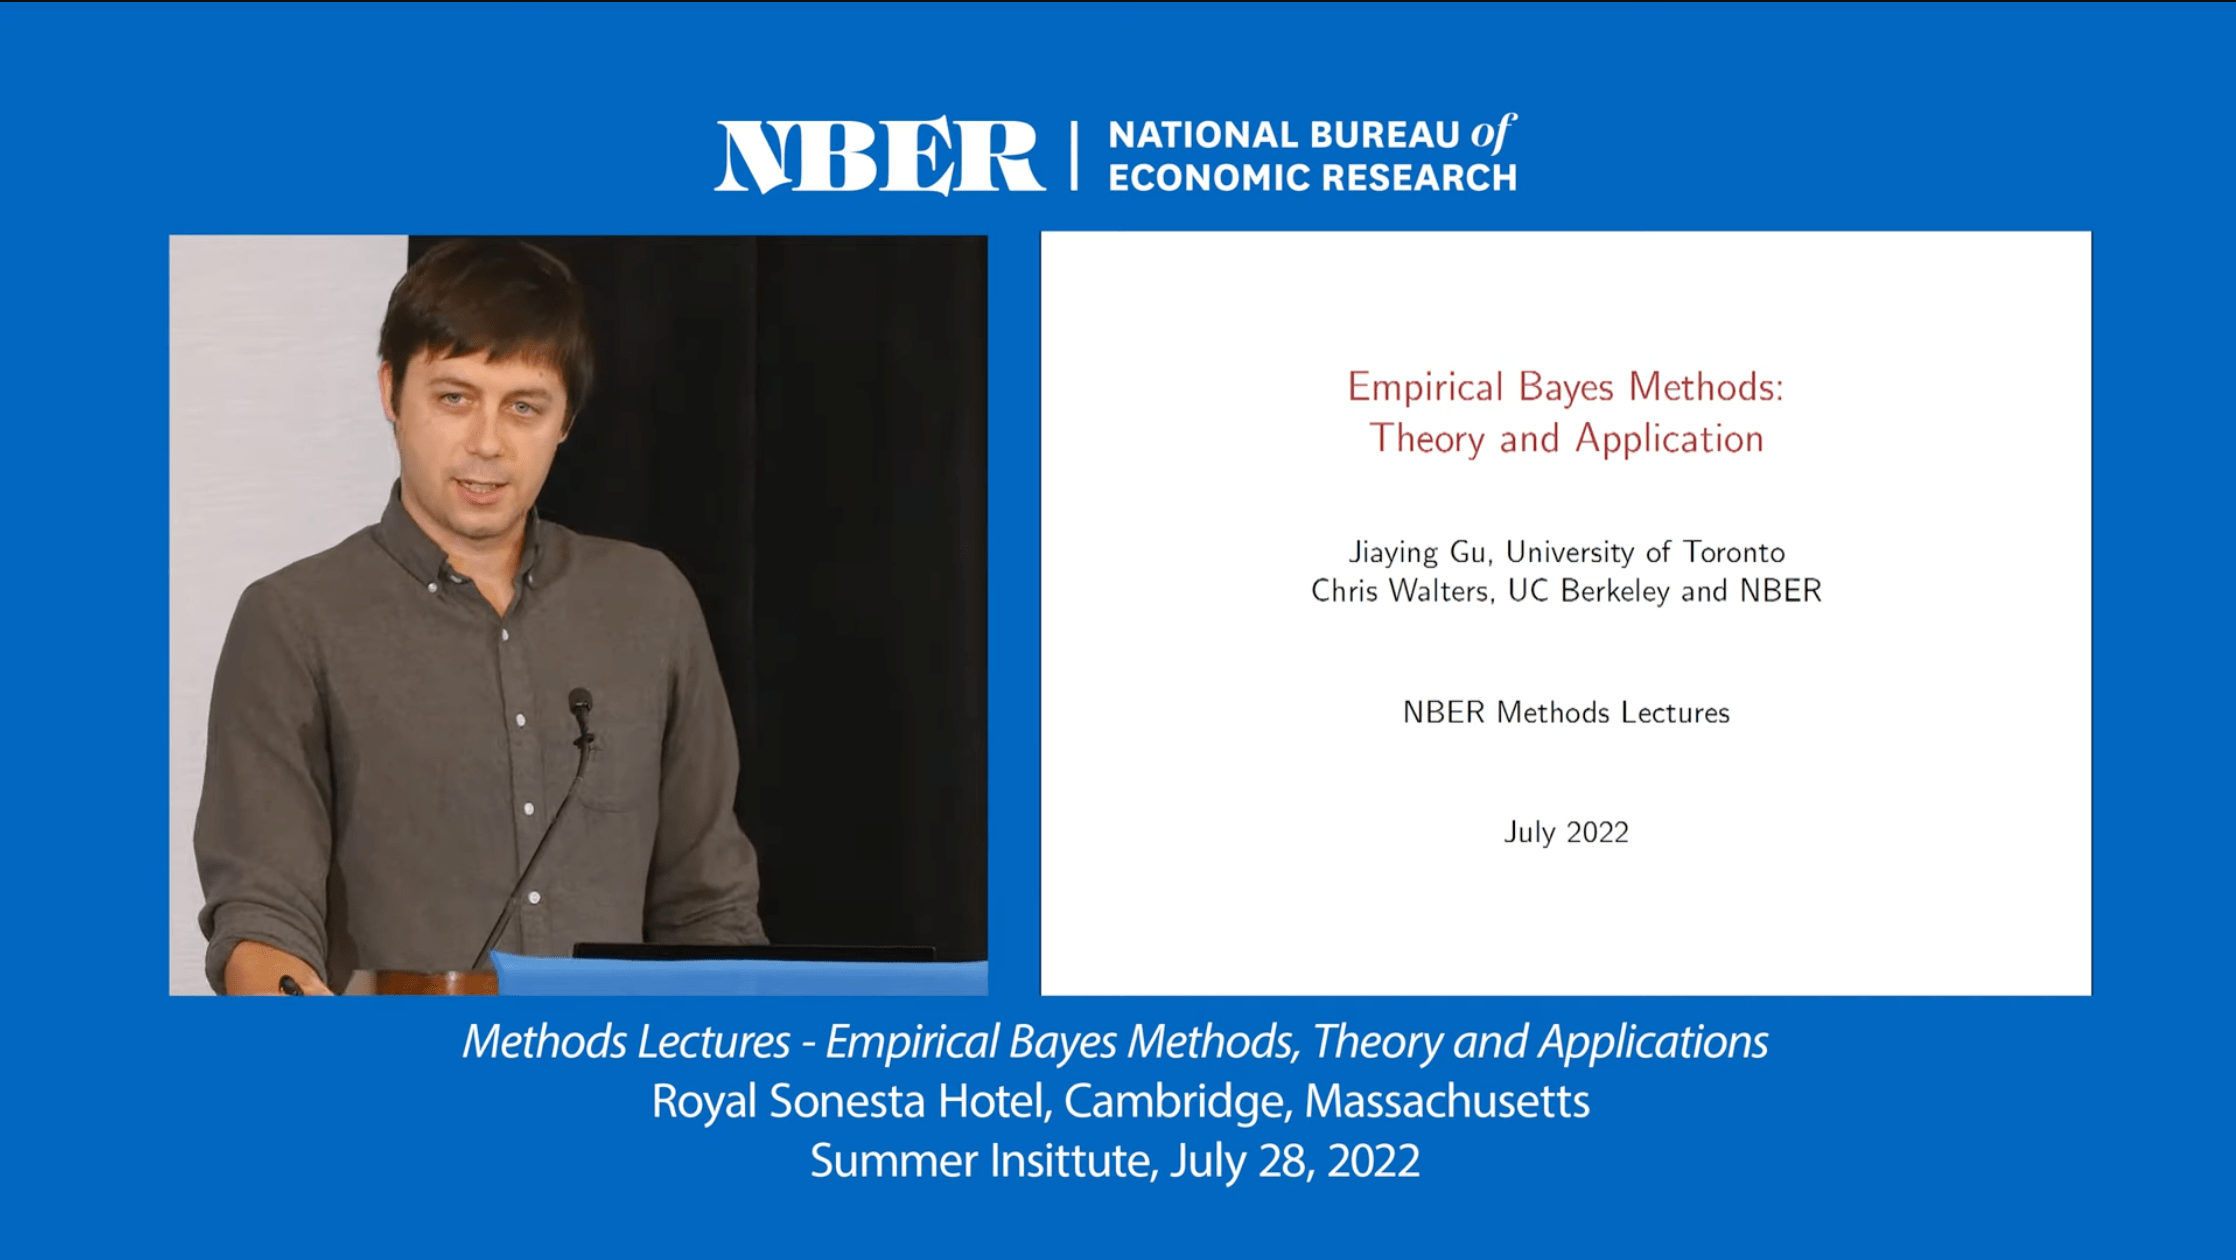 NBER | NATIONAL BUREAU of
ECONOMIC RESEARCH
Empirical Bayes Methods:
Theory and Application
Jiaying Gu, University of Toronto
Chris Walters, UC Berkeley and NBER
NBER Methods Lectures
July 2022
Methods Lectures - Empirical Bayes Methods, Theory and Applications
Royal Sonesta Hotel, Cambridge, Massachusetts
Summer Insittute, July 28, 2022